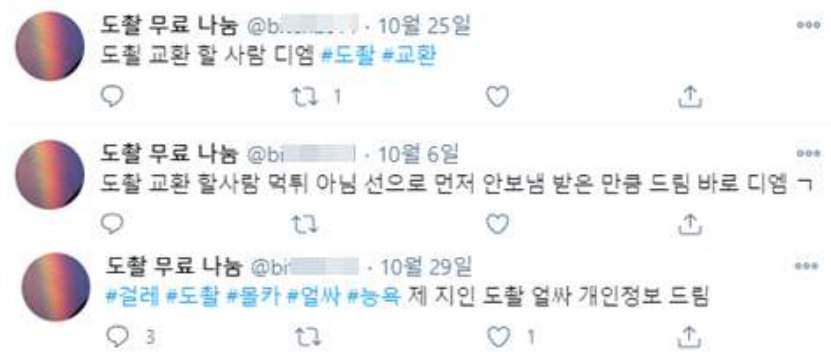 도촬 무료 나눔 · 10월 25일
도쵤 교환 할 사람 디엠 #도촬 #교환
1
도촬 무료 나눔 · 10월 6일
도촬 교환 할사람 먹튀 아님 선으로 먼저 안보냄 받은 만큼 드림 바로 디엠 ㄱ
도촬 무료 나눔 · 10월 29일
#걸레 #도촬 #몰카 #얼싸 #능욕 제 지인 도촬 얼싸 개인정보 드림
3 1